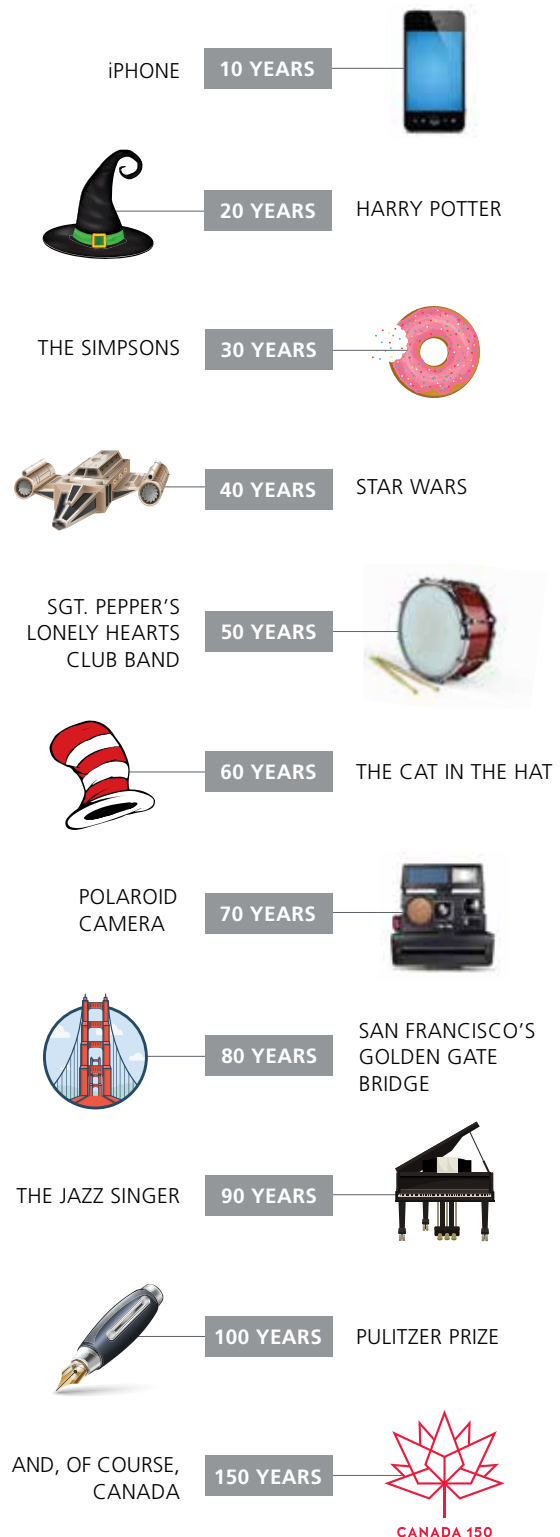 iPHONE
10 YEARS
20 YEARS
HARRY POTTER
THE SIMPSONS
30 YEARS
40 YEARS
STAR WARS
SGT. PEPPER’S
LONELY HEARTS
CLUB BAND
50 YEARS
60 YEARS
THE CAT IN THE HAT
POLAROID
CAMERA
70 YEARS
80 YEARS
SAN FRANCISCO’S
GOLDEN GATE
BRIDGE
THE JAZZ SINGER
90 YEARS
100 YEARS
PULITZER PRIZE
AND, OF COURSE,
CANADA
150 YEARS
CANADA 150